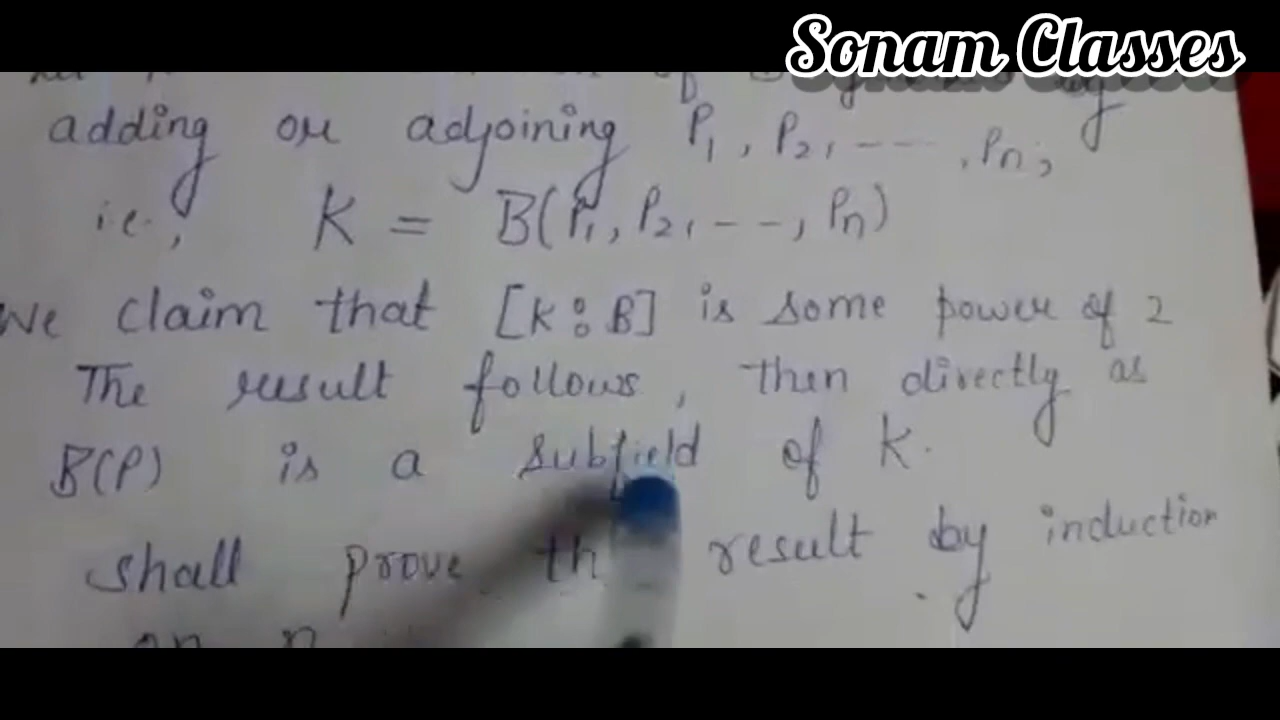 Sonam Classes
adding or adjoining P1, P2, ---- , Pn,
i.e., K = B(P1, P2, ---, Pn)
We claim that [K : B] is some power of 2
The result follows, then directly as
B(P) is a subfield of K.
shall prove result by induction
on n